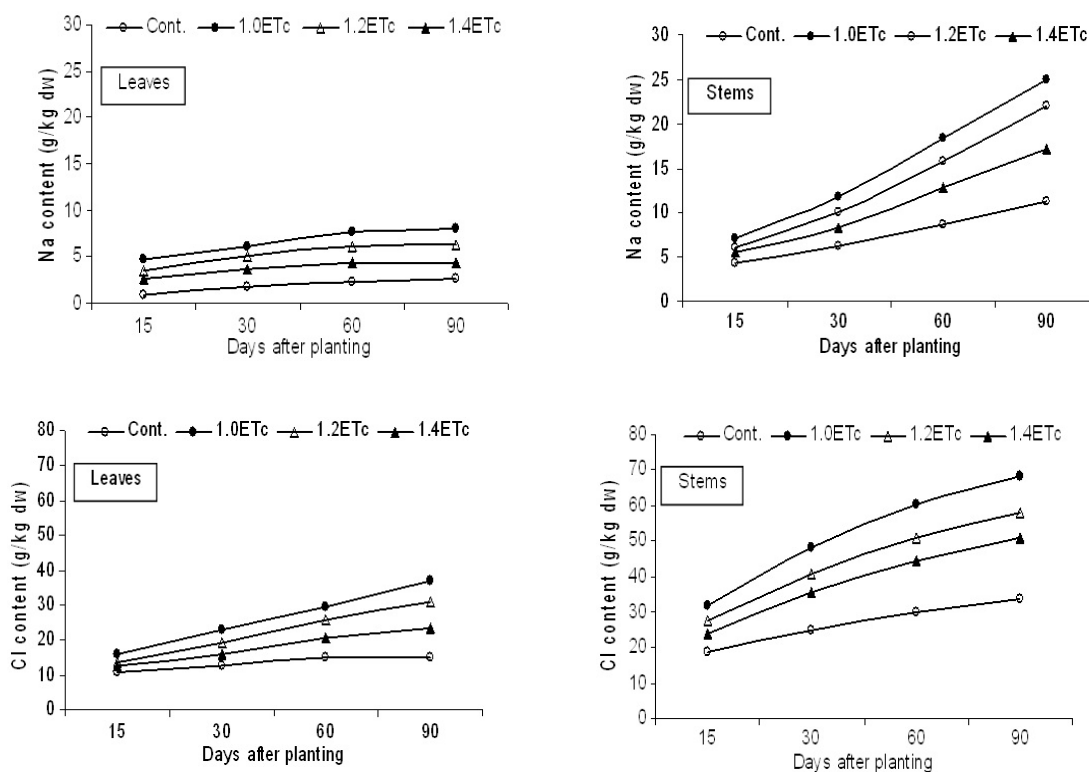 Cont. 1.0ETc 1.2ETc 1.4ETc
Leaves
Na content (g/kg dw)
30
25
20
15
10
5
0
15 30 60 90
Days after planting
Cont. 1.0ETc 1.2ETc 1.4ETc
Stems
Na content (g/kg dw)
30
25
20
15
10
5
0
15 30 60 90
Days after planting
Cont. 1.0ETc 1.2ETc 1.4ETc
Leaves
Cl content (g/kg dw)
80
70
60
50
40
30
20
10
0
15 30 60 90
Days after planting
Cont. 1.0ETc 1.2ETc 1.4ETc
Stems
Cl content (g/kg dw)
80
70
60
50
40
30
20
10
0
15 30 60 90
Days after planting